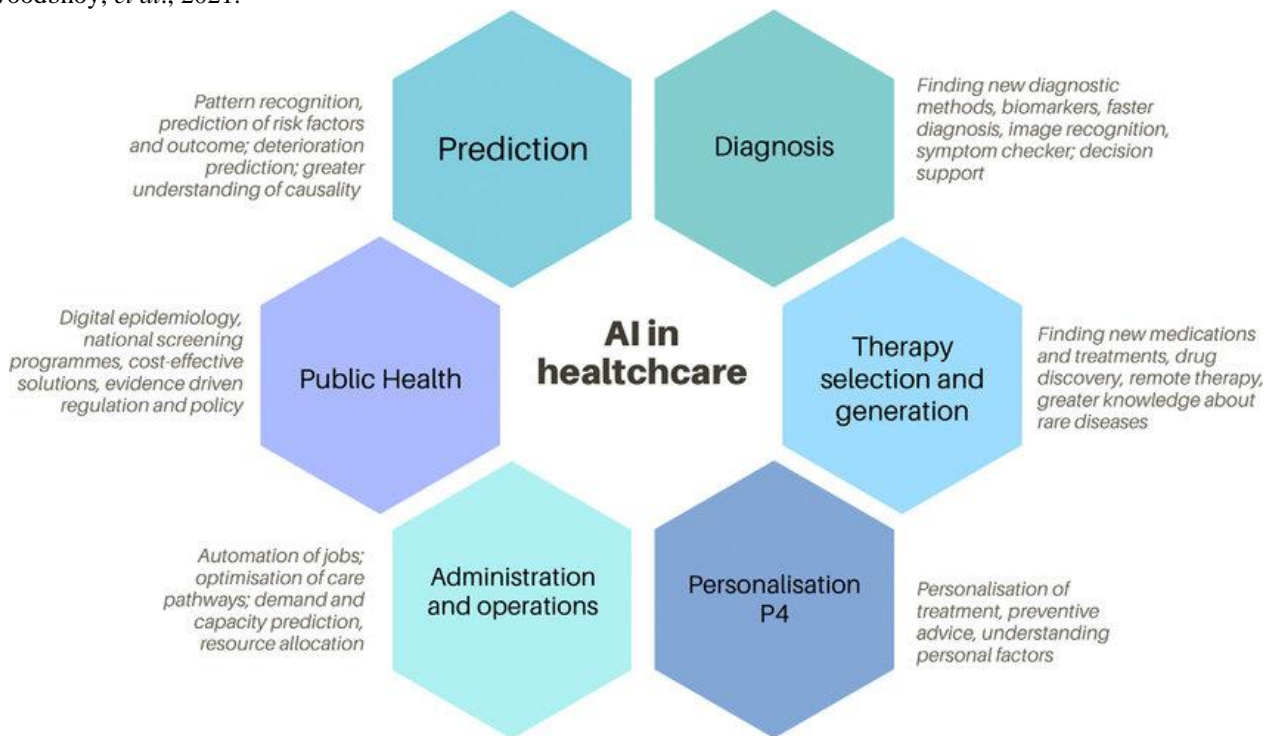 et al., 2021.
Pattern recognition,
prediction of risk factors
and outcome; deterioration
prediction; greater
understanding of causality
Prediction
Diagnosis
Finding new diagnostic
methods, biomarkers, faster
diagnosis, image recognition,
symptom checker; decision
support
Digital epidemiology,
national screening
programmes, cost-effective
solutions, evidence driven
regulation and policy
Public Health
AI in
healtchcare
Therapy
selection and
generation
Finding new medications
and treatments, drug
discovery, remote therapy,
greater knowledge about
rare diseases
Automation of jobs;
optimisation of care
pathways; demand and
capacity prediction,
resource allocation
Administration
and operations
Personalisation
P4
Personalisation of
treatment, preventive
advice, understanding
personal factors